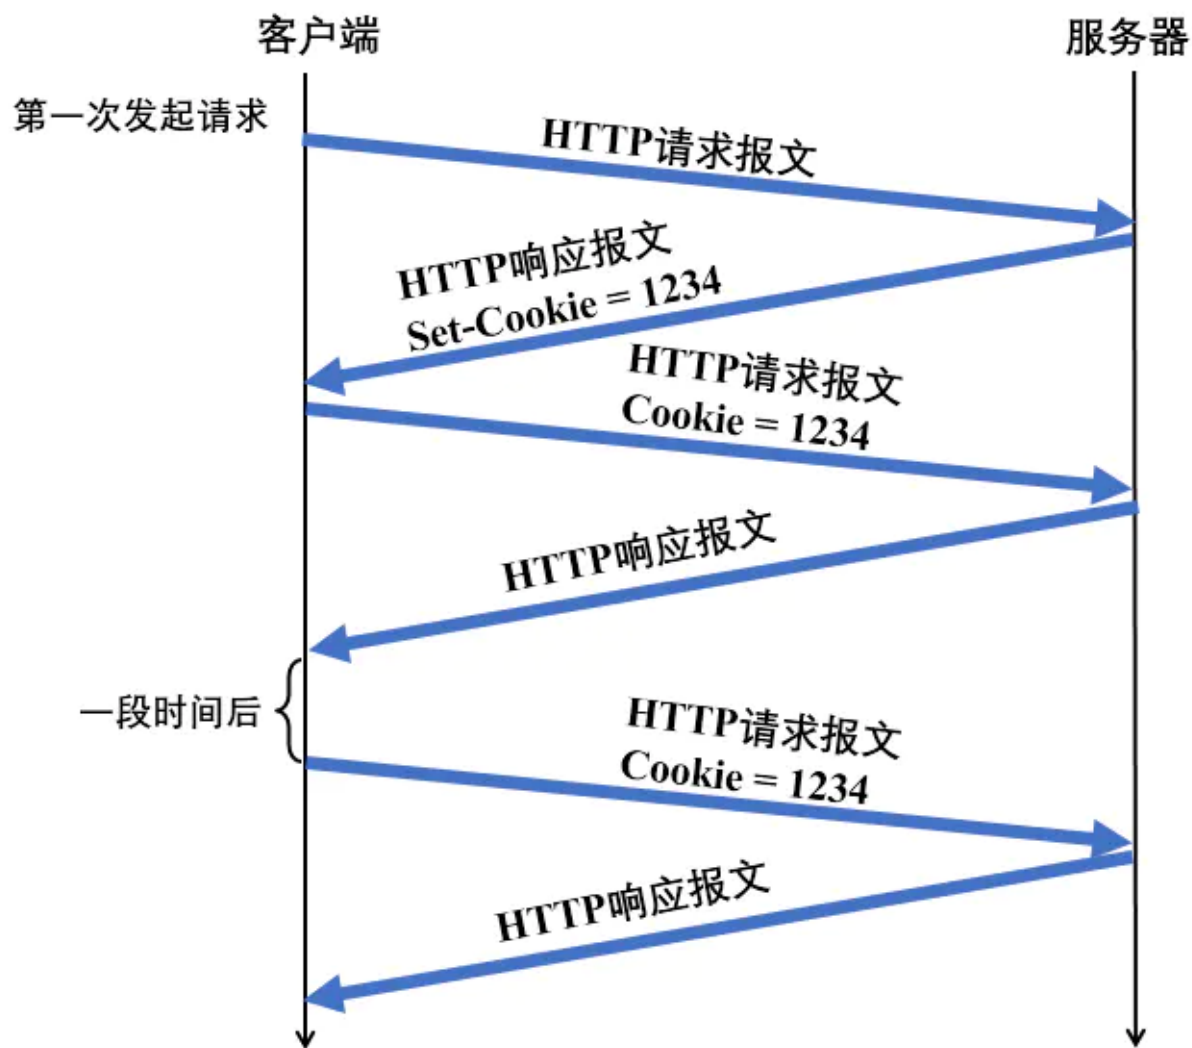 客户端
服务器
第一次发起请求
HTTP请求报文
HTTP响应报文
Set-Cookie = 1234
HTTP请求报文
Cookie = 1234
HTTP响应报文
一段时间后
HTTP请求报文
Cookie = 1234
HTTP响应报文